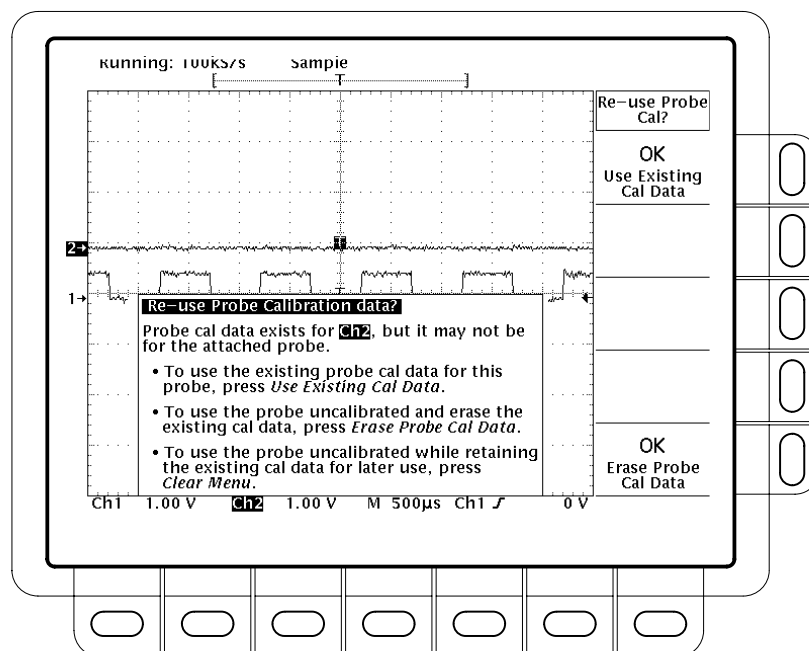 Running: 100kS/s Sample
T
Re-use Probe
Cal?
OK
Use Existing
Cal Data
2→
T
1→
Re-use Probe Calibration data?
Probe cal data exists for Ch2, but it may not be
for the attached probe.
• To use the existing probe cal data for this
probe, press Use Existing Cal Data.
• To use the probe uncalibrated and erase the
existing cal data, press Erase Probe Cal Data.
• To use the probe uncalibrated while retaining
the existing cal data for later use, press
Clear Menu.
OK
Erase Probe
Cal Data
Ch1 1.00 V Ch2 1.00 V M 500µs Ch1 ƒ 0 V